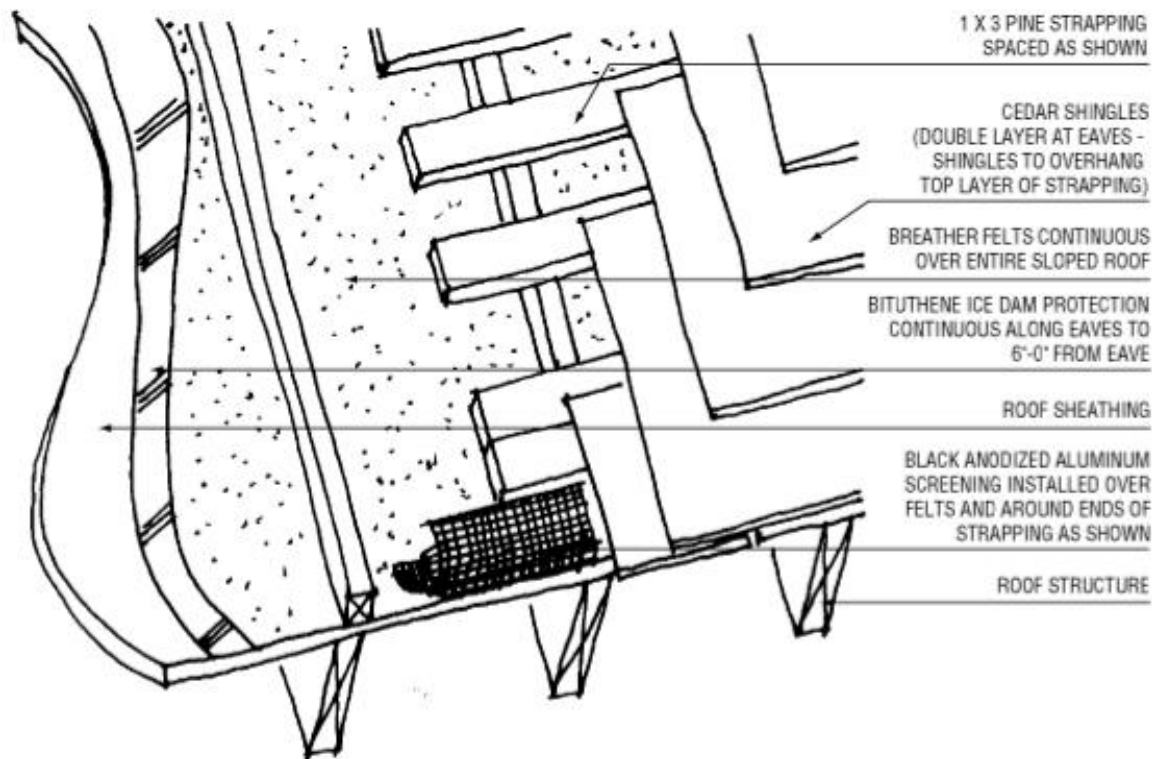 1 X 3 PINE STRAPPING
SPACED AS SHOWN
CEDAR SHINGLES
(DOUBLE LAYER AT EAVES -
SHINGLES TO OVERHANG
TOP LAYER OF STRAPPING)
BREATHER FELTS CONTINUOUS
OVER ENTIRE SLOPED ROOF
BITUTHENE ICE DAM PROTECTION
CONTINUOUS ALONG EAVES TO
6"-0" FROM EAVE
ROOF SHEATHING
BLACK ANODIZED ALUMINUM
SCREENING INSTALLED OVER
FELTS AND AROUND ENDS OF
STRAPPING AS SHOWN
ROOF STRUCTURE